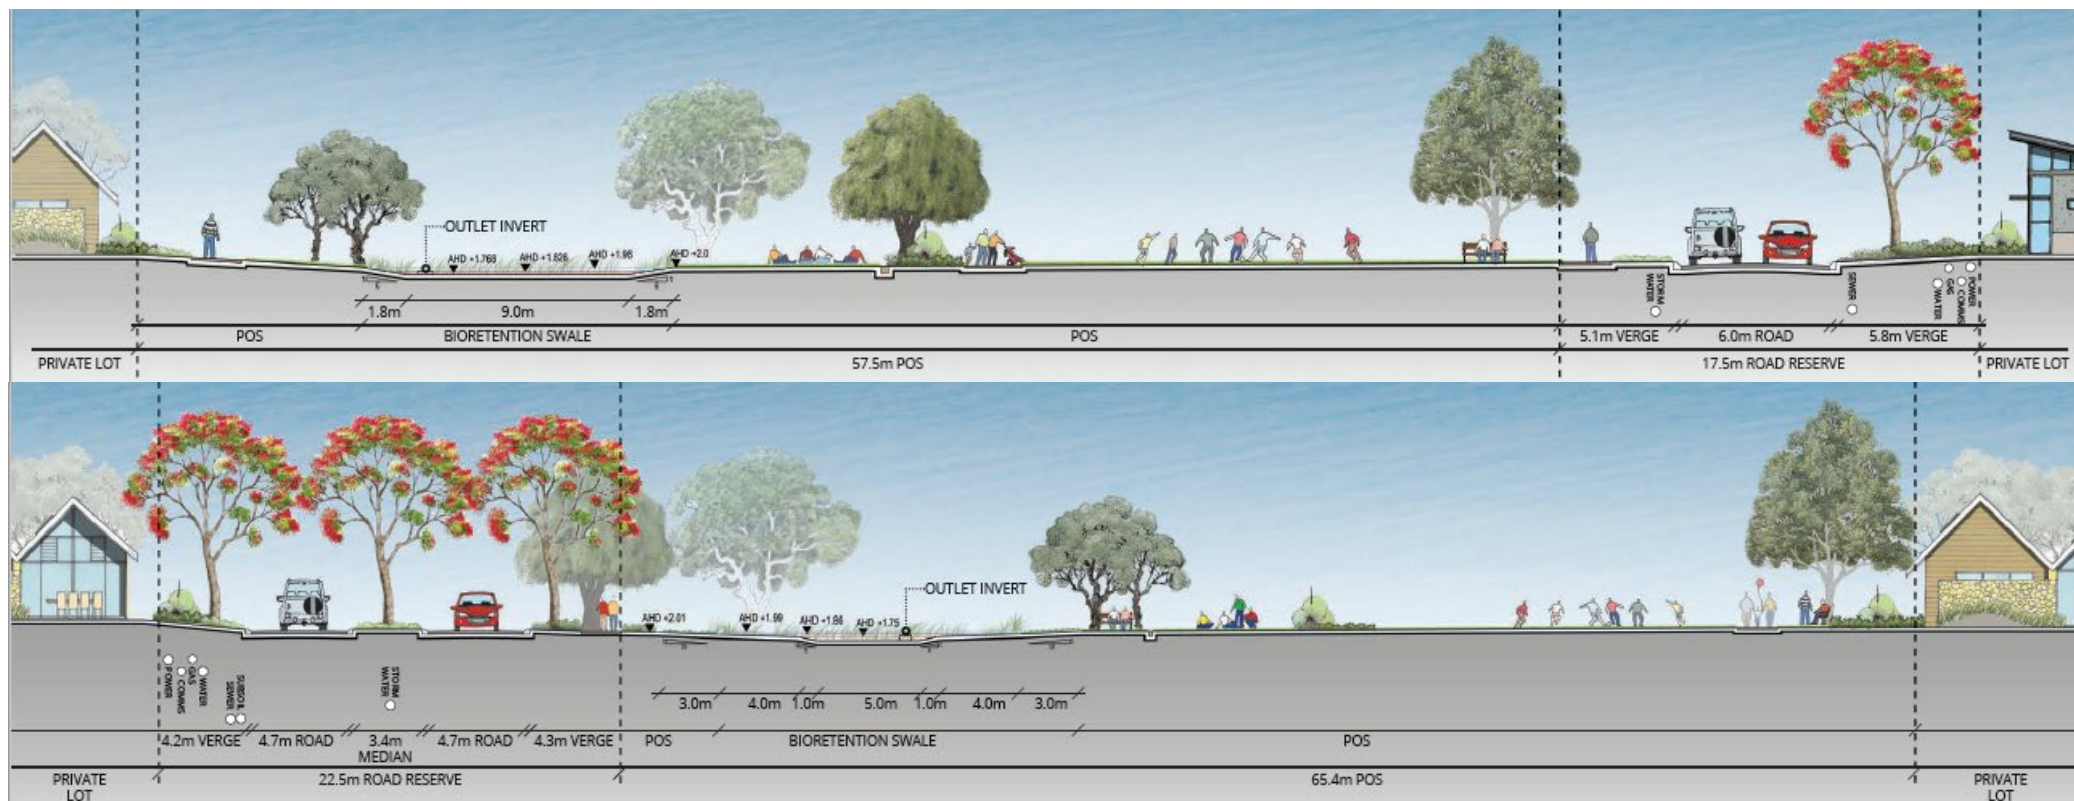 OUTLET INVERT
AHD +1.768
AHD +1.826
AHD +1.98
AHD +2.0
1.8m
9.0m
1.8m
STORM
WATER
SEWER
WATER
GAS
COMMS
POWER
POS
BIORETENTION SWALE
POS
5.1m VERGE
6.0m ROAD
5.8m VERGE
PRIVATE LOT
57.5m POS
17.5m ROAD RESERVE
PRIVATE LOT
OUTLET INVERT
AHD +2.01
AHD +1.99
AHD +1.86
AHD +1.75
POWER
COMMS
GAS
WATER
SEWER
SUBSOIL
STORM
WATER
3.0m
4.0m
1.0m
5.0m
1.0m
4.0m
3.0m
4.2m VERGE
4.7m ROAD
3.4m
MEDIAN
4.7m ROAD
4.3m VERGE
POS
BIORETENTION SWALE
POS
PRIVATE
LOT
22.5m ROAD RESERVE
65.4m POS
PRIVATE
LOT